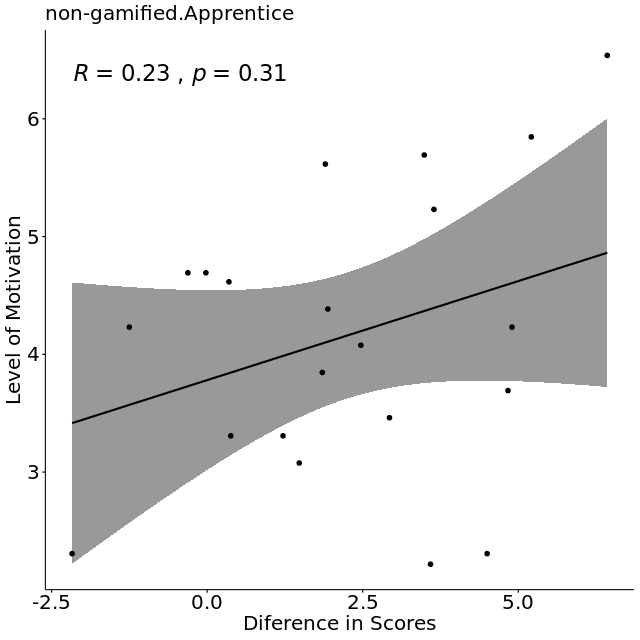 non-gamified.Apprentice
R = 0.23 , p = 0.31
Level of Motivation
6
5
4
3
-2.5 0.0 2.5 5.0
Diference in Scores